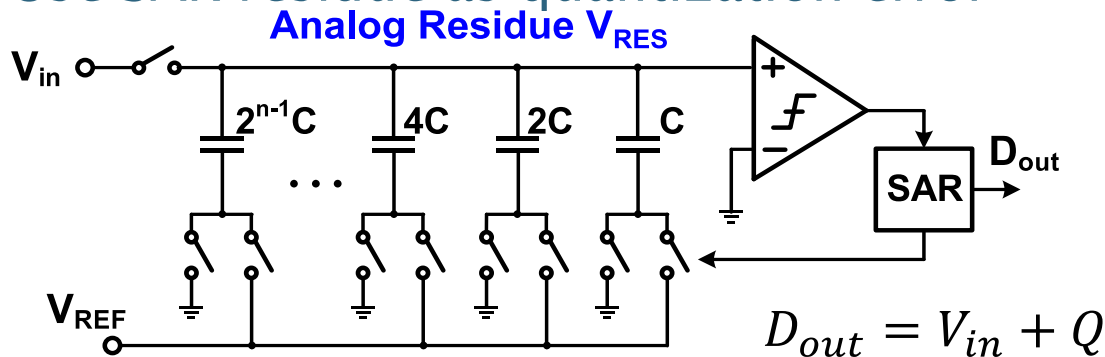 Analog Residue V_RES
V_in
2^{n-1}C 4C 2C C
+
−
D_out
SAR
• • •
V_REF
D_out = V_in + Q